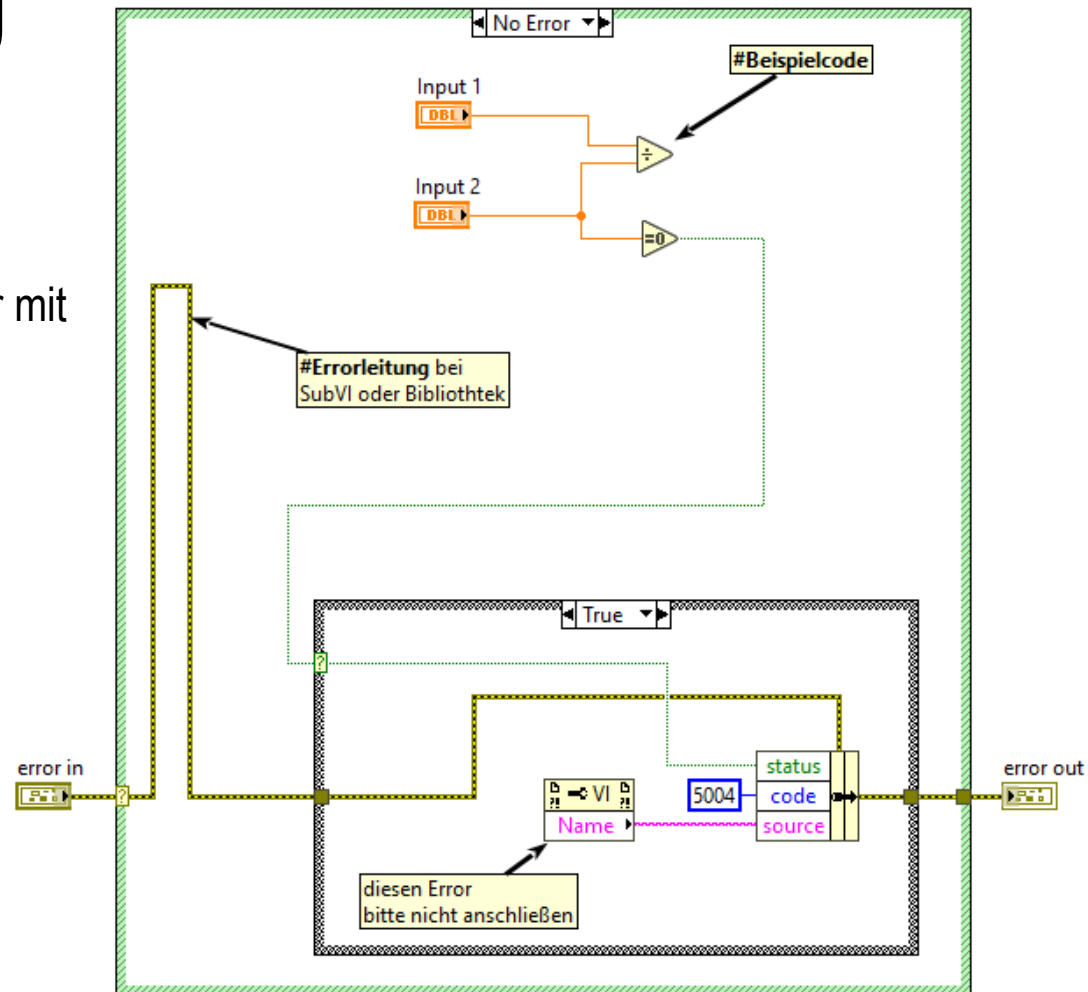 No Error
#Beispielcode
Input 1
DBL
÷
Input 2
DBL
=0
r mit
#Errorleitung bei
SubVI oder Bibliothtek
True
?
error in
?
status
error out
VI
5004
code
Name
source
diesen Error
bitte nicht anschließen